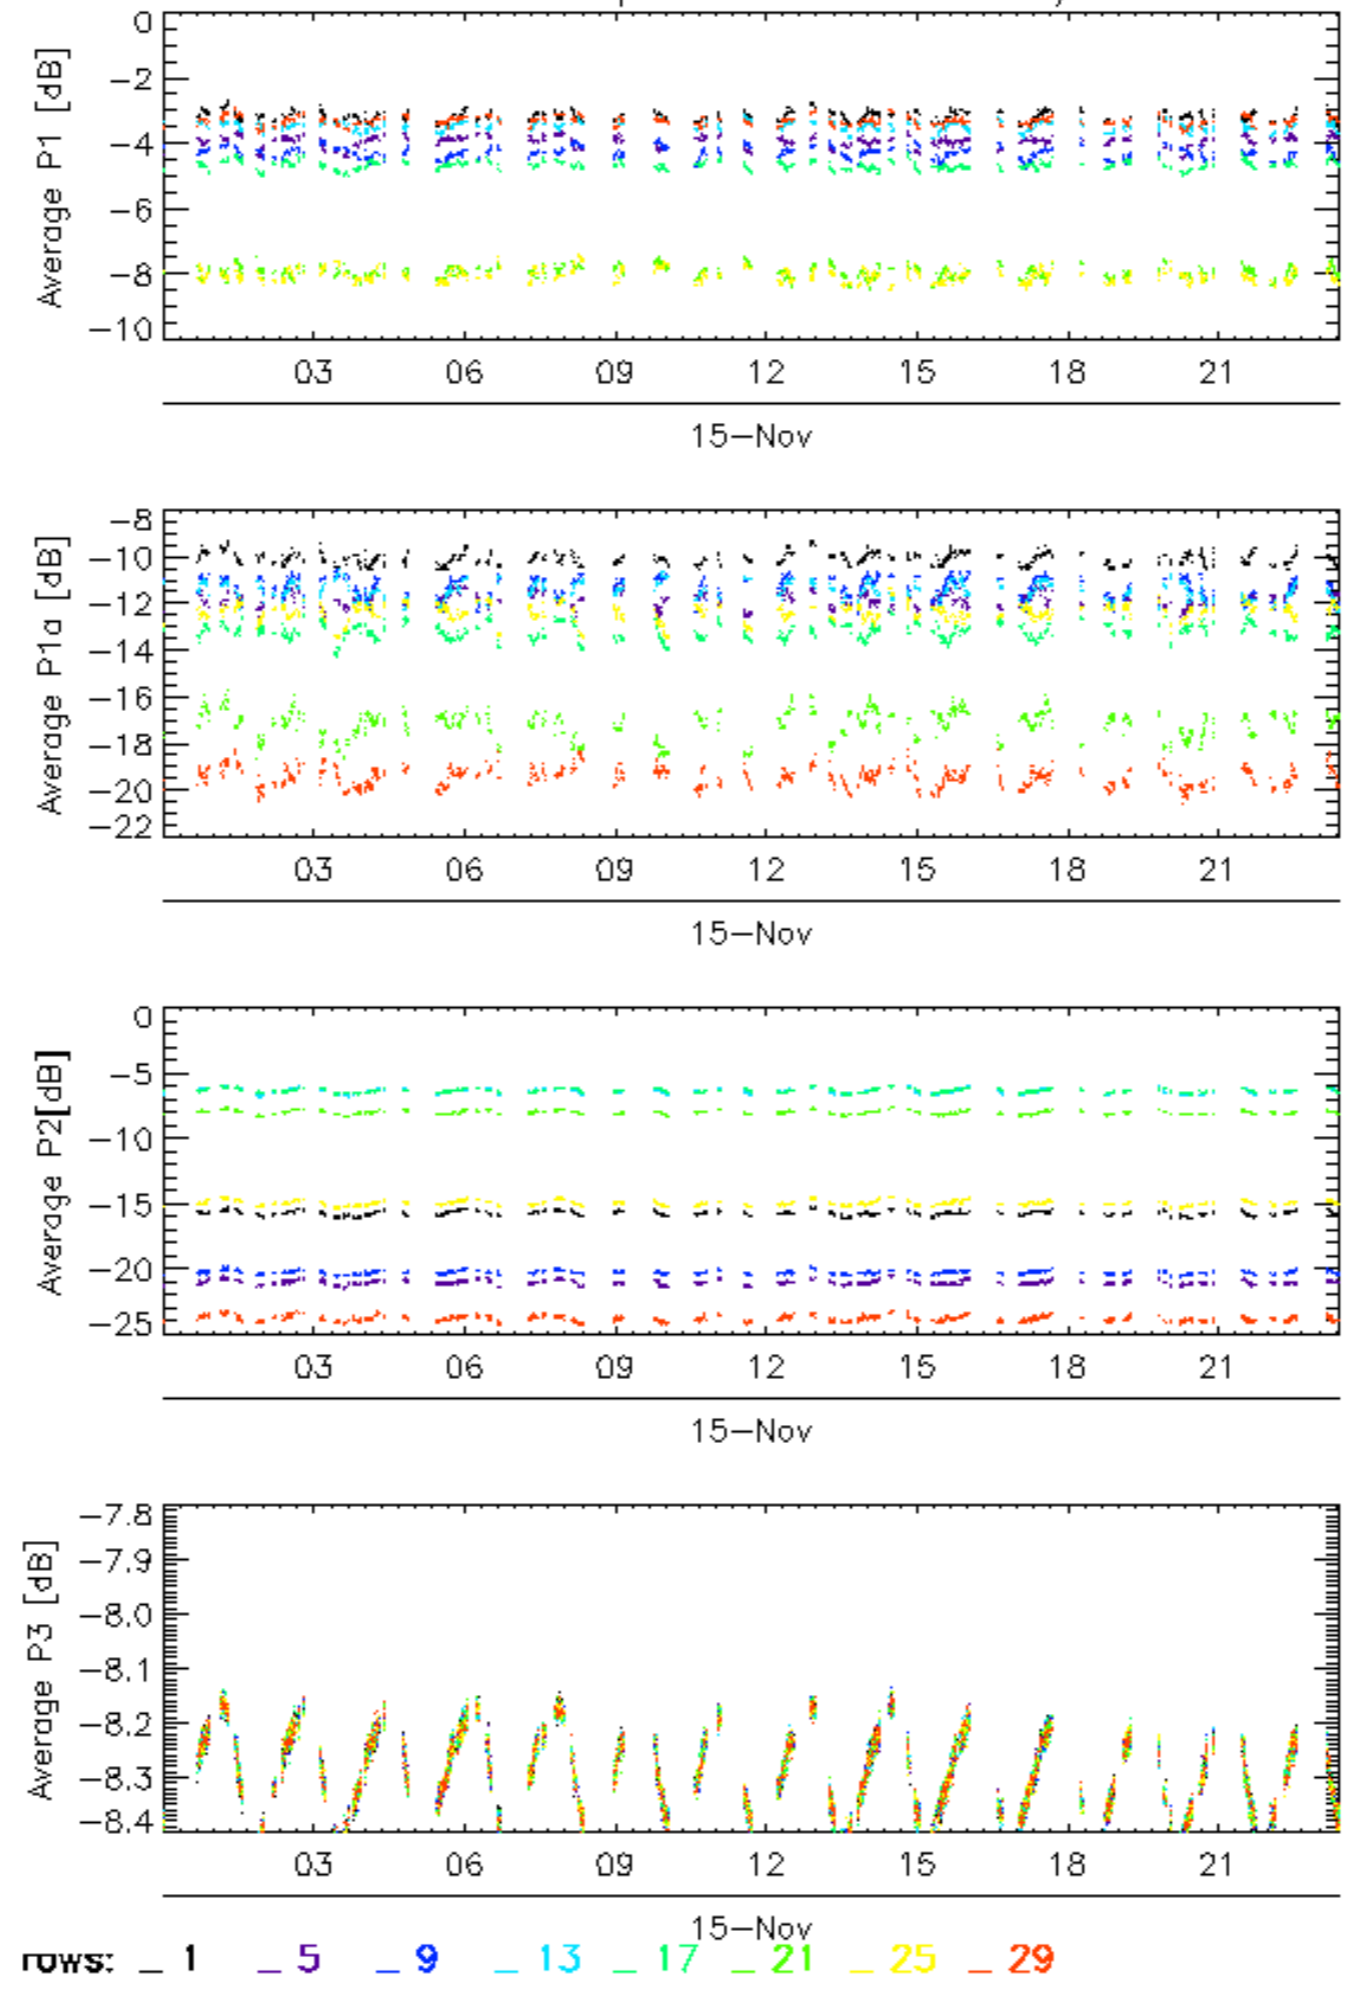 0
−2
−4
−6
−8
−10
Average P1 [dB]
03 06 09 12 15 18 21
15−Nov
−8
−10
−12
−14
−16
−18
−20
−22
Average P1a [dB]
03 06 09 12 15 18 21
15−Nov
0
−5
−10
−15
−20
−25
Average P2[dB]
03 06 09 12 15 18 21
15−Nov
−7.8
−7.9
−8.0
−8.1
−8.2
−8.3
−8.4
Average P3 [dB]
03 06 09 12 15 18 21
15−Nov
rows: _ 1 _ 5 _ 9 _ 13 _ 17 _ 21 _ 25 _ 29